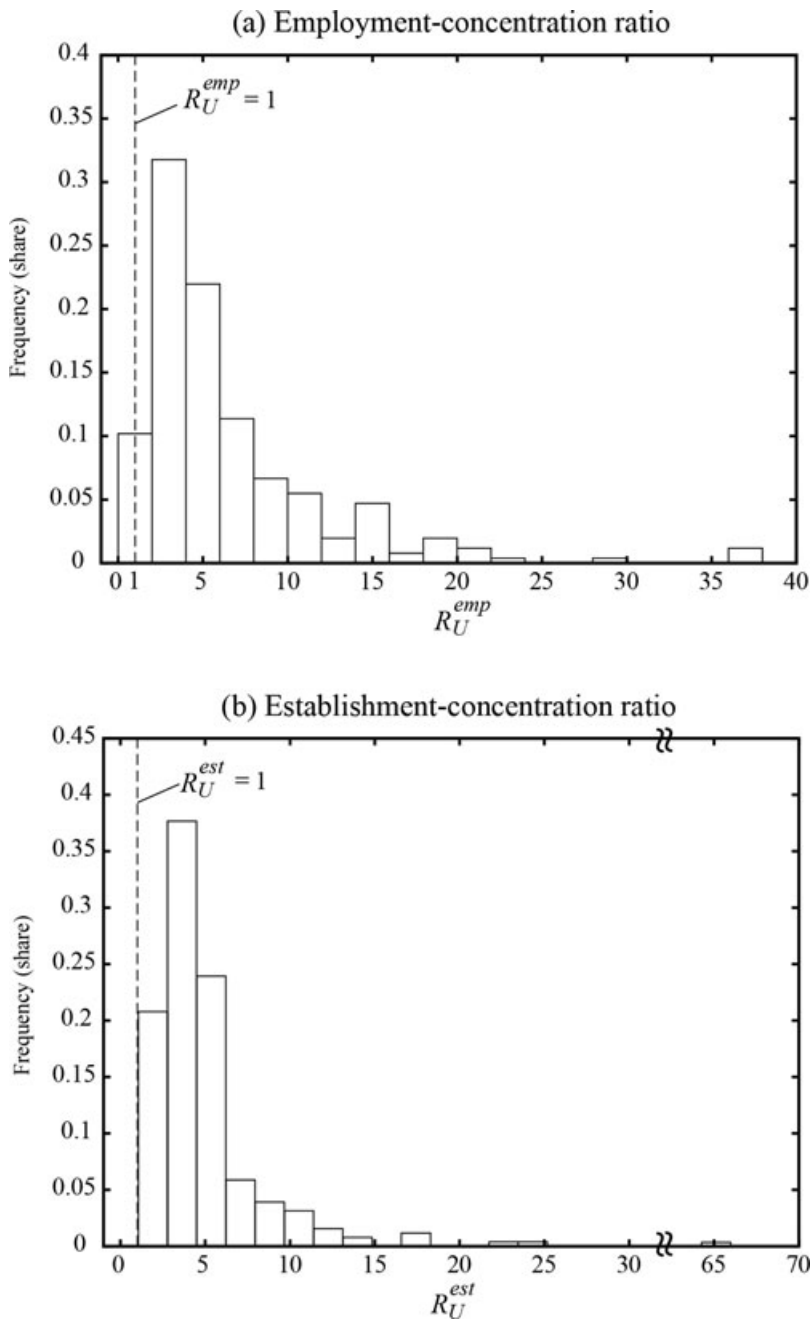 (a) Employment-concentration ratio
0.4
R_U^{emp} = 1
0.35
0.3
0.25
0.2
0.15
0.1
0.05
0
Frequency (share)
0 1 5 10 15 20 25 30 35 40
R_U^{emp}
(b) Establishment-concentration ratio
0.45
R_U^{est} = 1
0.4
0.35
0.3
0.25
0.2
0.15
0.1
0.05
0
Frequency (share)
0 5 10 15 20 25 30 65 70
R_U^{est}